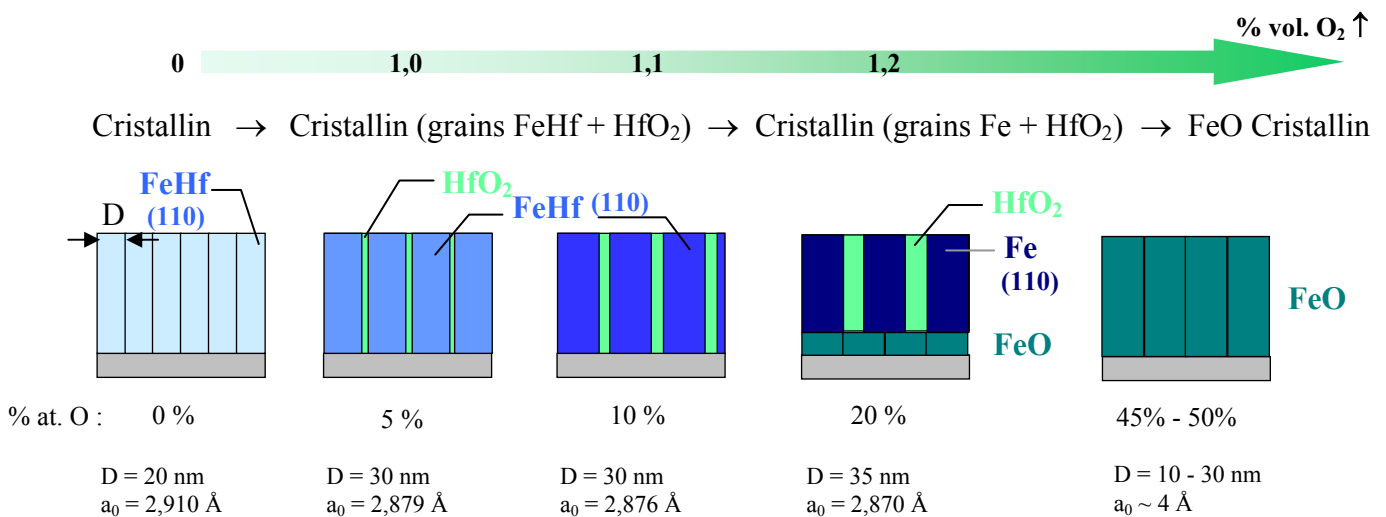 % vol. O₂ ↑
0 1,0 1,1 1,2
Cristallin → Cristallin (grains FeHf + HfO₂) → Cristallin (grains Fe + HfO₂) → FeO Cristallin
FeHf
(110)
D
HfO₂
FeHf (110)
HfO₂
Fe
(110)
FeO
FeO
% at. O : 0 % 5 % 10 % 20 % 45% - 50%
D = 20 nm D = 30 nm D = 30 nm D = 35 nm D = 10 - 30 nm
a₀ = 2,910 Å a₀ = 2,879 Å a₀ = 2,876 Å a₀ = 2,870 Å a₀ ~ 4 Å